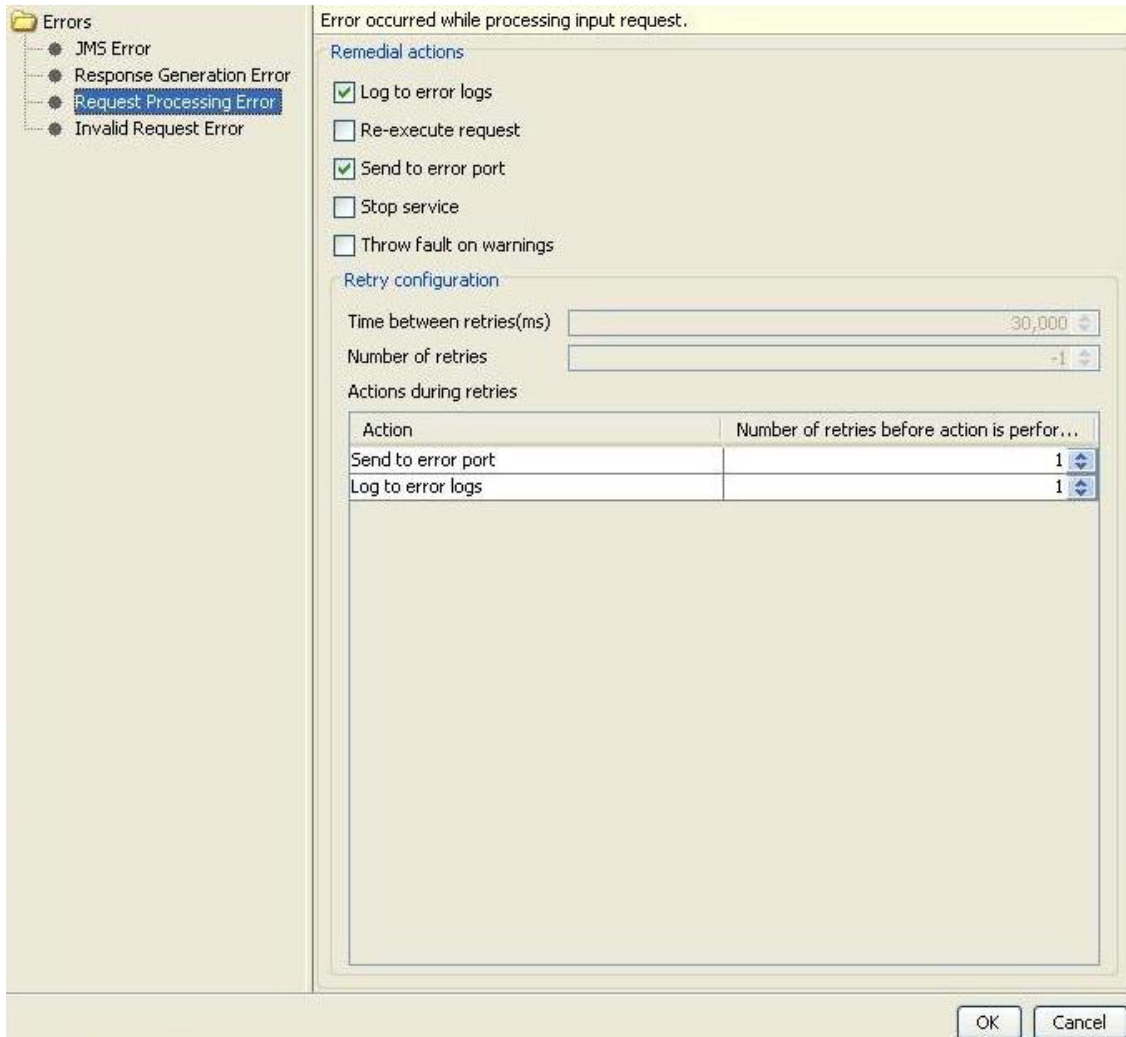 Errors
JMS Error
Response Generation Error
Request Processing Error
Invalid Request Error
Error occurred while processing input request.
Remedial actions
Log to error logs
Re-execute request
Send to error port
Stop service
Throw fault on warnings
Retry configuration
Time between retries(ms) 30,000
Number of retries -1
Actions during retries
Action Number of retries before action is perfor...
Send to error port 1
Log to error logs 1
OK Cancel